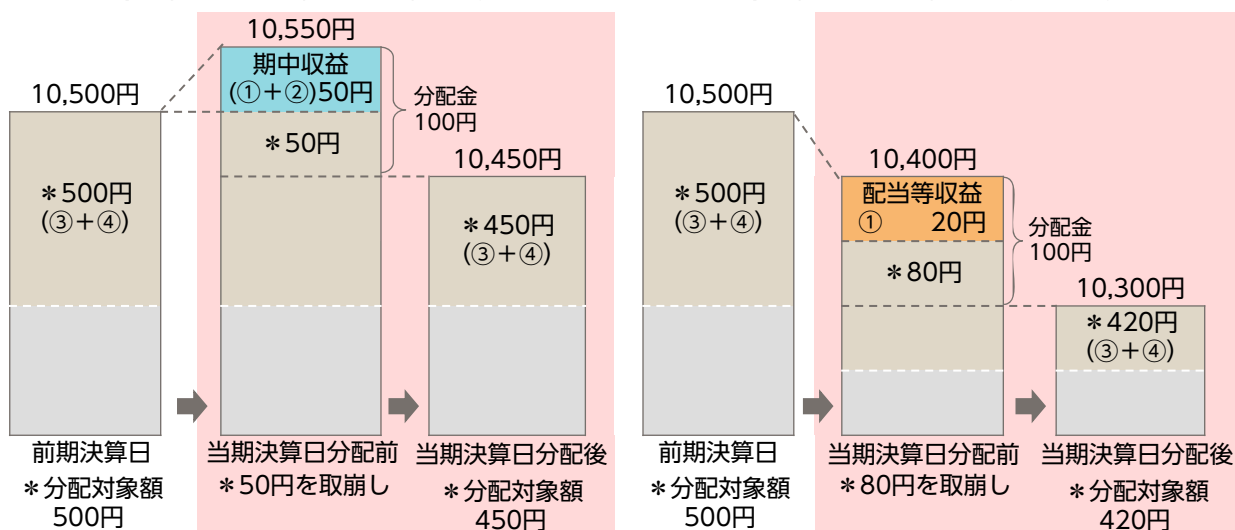 10,550円
期中収益
(①+②)50円
10,500円
分配金
100円
*50円
10,450円
*500円
(③+④)
*450円
(③+④)
前期決算日
当期決算日分配前
当期決算日分配後
*分配対象額
500円
*50円を取崩し
*分配対象額
450円
10,500円
10,400円
*500円
(③+④)
配当等収益
① 20円
分配金
100円
*80円
10,300円
*420円
(③+④)
前期決算日
当期決算日分配前
当期決算日分配後
*分配対象額
500円
*80円を取崩し
*分配対象額
420円